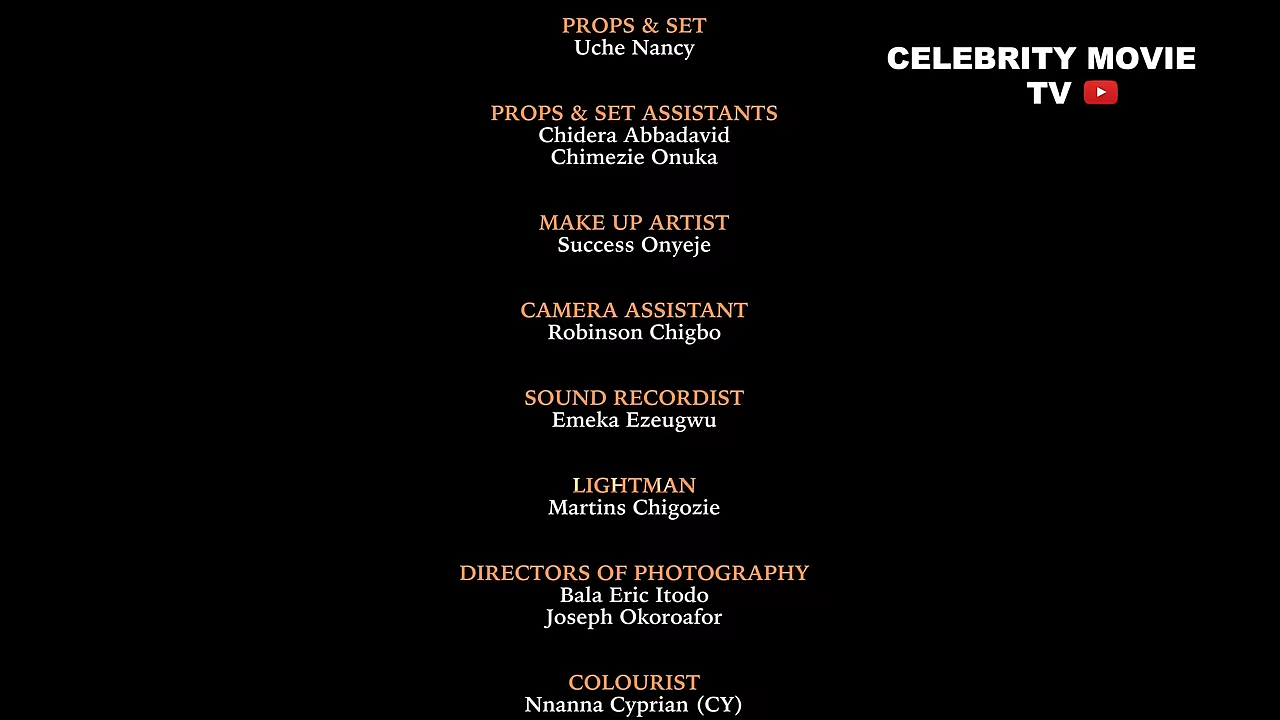 PROPS & SET
Uche Nancy
CELEBRITY MOVIE
TV
PROPS & SET ASSISTANTS
Chidera Abbadavid
Chimezie Onuka
MAKE UP ARTIST
Success Onyeje
CAMERA ASSISTANT
Robinson Chigbo
SOUND RECORDIST
Emeka Ezeugwu
LIGHTMAN
Martins Chigozie
DIRECTORS OF PHOTOGRAPHY
Bala Eric Itodo
Joseph Okoroafor
COLOURIST
Nnanna Cyprian (CY)